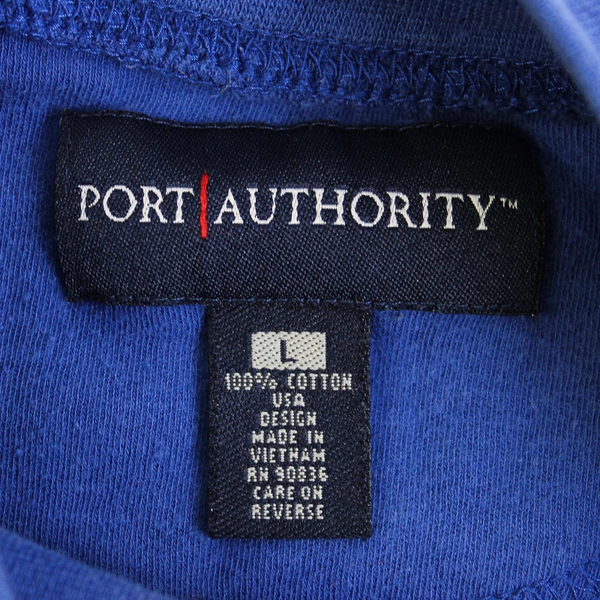 PORT AUTHORITY™
L
100% COTTON
USA
DESIGN
MADE IN
VIETNAM
RN 90836
CARE ON
REVERSE